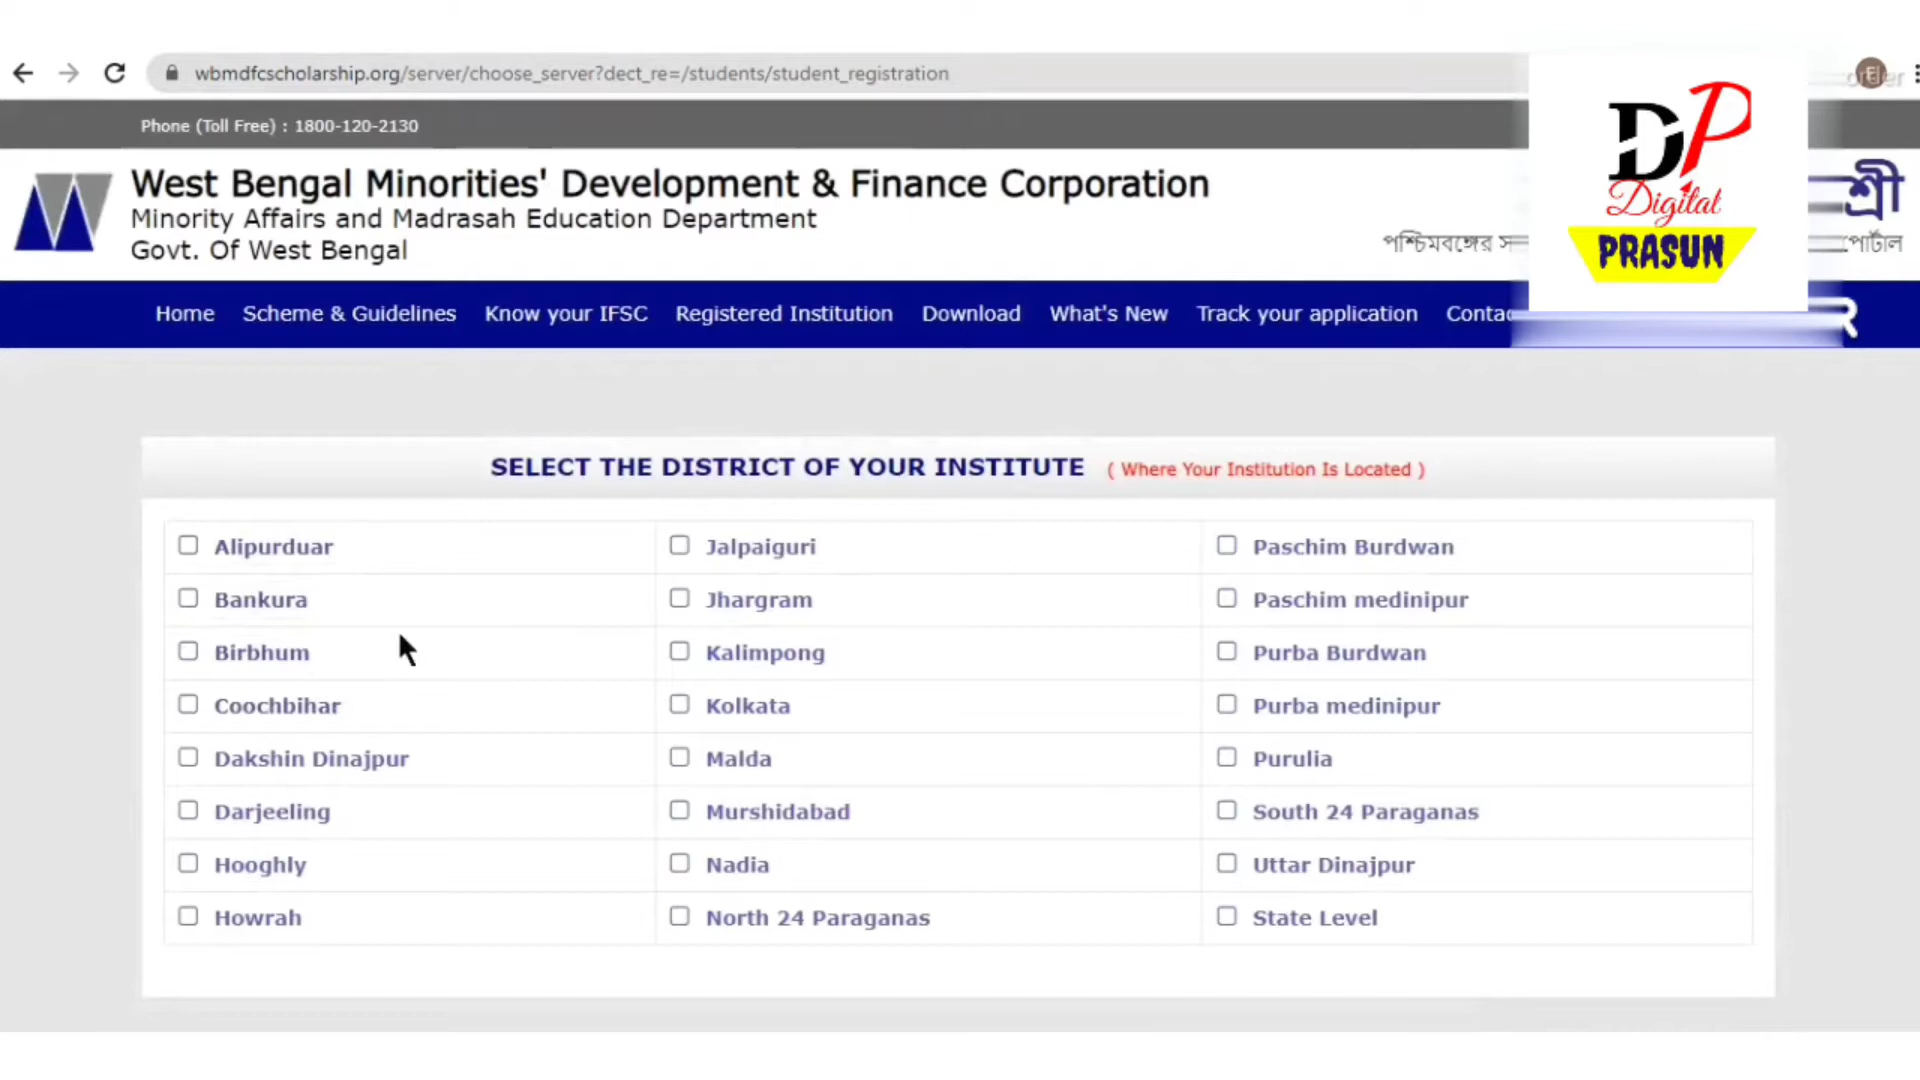 wbmdfcscholarship.org/server/choose_server?dect_re=/students/student_registration
Phone (Toll Free) : 1800-120-2130
West Bengal Minorities' Development & Finance Corporation
Minority Affairs and Madrasah Education Department
Govt. Of West Bengal
শ্রী
পশ্চিমবঙ্গের
পোর্টাল
DP
Digital
PRASUN
Home Scheme & Guidelines Know your IFSC Registered Institution Download What's New Track your application
SELECT THE DISTRICT OF YOUR INSTITUTE ( Where Your Institution Is Located )
Alipurduar Jalpaiguri Paschim Burdwan
Bankura Jhargram Paschim medinipur
Birbhum Kalimpong Purba Burdwan
Coochbihar Kolkata Purba medinipur
Dakshin Dinajpur Malda Purulia
Darjeeling Murshidabad South 24 Paraganas
Hooghly Nadia Uttar Dinajpur
Howrah North 24 Paraganas State Level